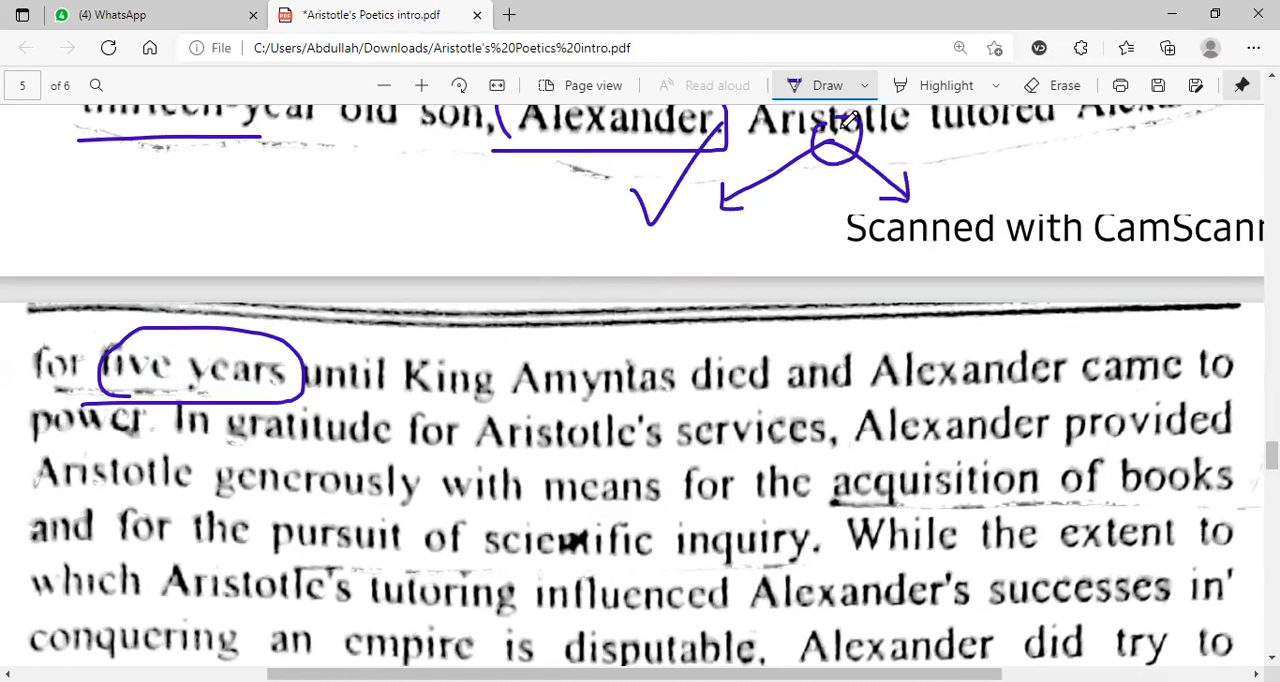 (4) WhatsApp
*Aristotle's Poetics intro.pdf
File C:/Users/Abdullah/Downloads/Aristotle's%20Poetics%20intro.pdf
5 of 6 Page view Read aloud Draw Highlight Erase
thirteen-year old son, Alexander. Aristotle tutored
Scanned with CamScann
for five years until King Amyntas died and Alexander came to
power. In gratitude for Aristotle's services, Alexander provided
Aristotle generously with means for the acquisition of books
and for the pursuit of scientific inquiry. While the extent to
which Aristotle's tutoring influenced Alexander's successes in'
conquering an empire is disputable, Alexander did try to